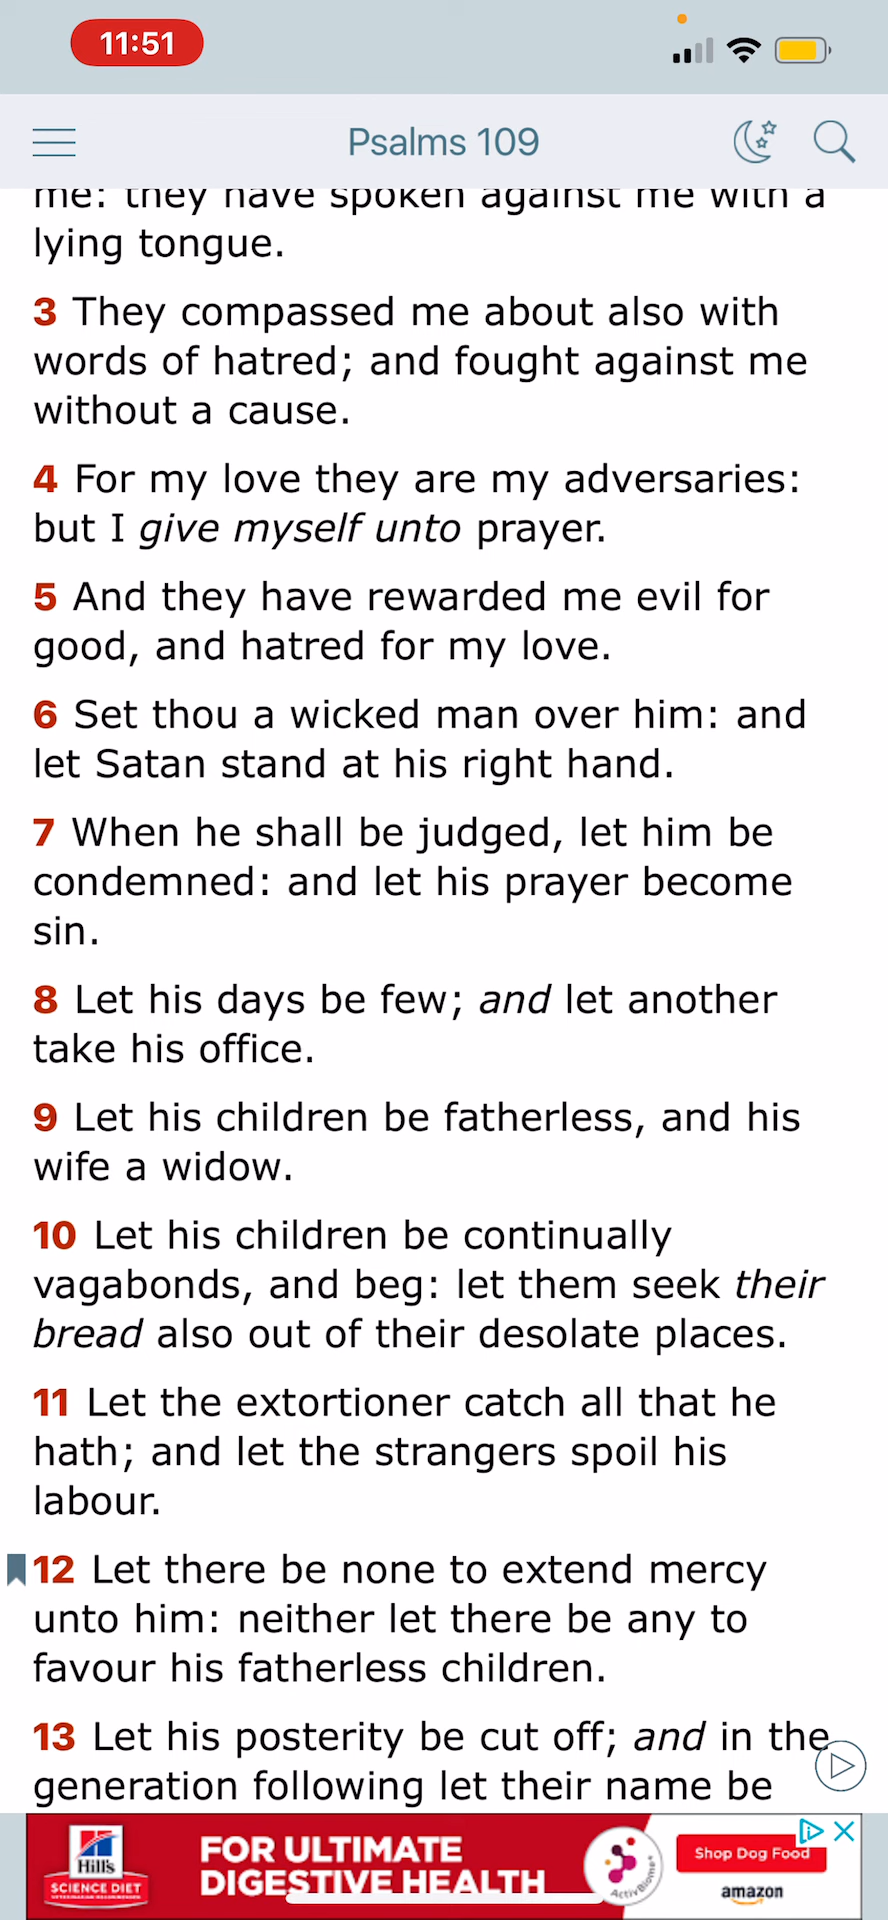 11:51
Psalms 109
me: they have spoken against me with a
lying tongue.
3 They compassed me about also with
words of hatred; and fought against me
without a cause.
4 For my love they are my adversaries:
but I give myself unto prayer.
5 And they have rewarded me evil for
good, and hatred for my love.
6 Set thou a wicked man over him: and
let Satan stand at his right hand.
7 When he shall be judged, let him be
condemned: and let his prayer become
sin.
8 Let his days be few; and let another
take his office.
9 Let his children be fatherless, and his
wife a widow.
10 Let his children be continually
vagabonds, and beg: let them seek their
bread also out of their desolate places.
11 Let the extortioner catch all that he
hath; and let the strangers spoil his
labour.
12 Let there be none to extend mercy
unto him: neither let there be any to
favour his fatherless children.
13 Let his posterity be cut off; and in the
generation following let their name be
Hill's
SCIENCE DIET
FOR ULTIMATE
DIGESTIVE HEALTH
ActivBiome+
Shop Dog Food
amazon